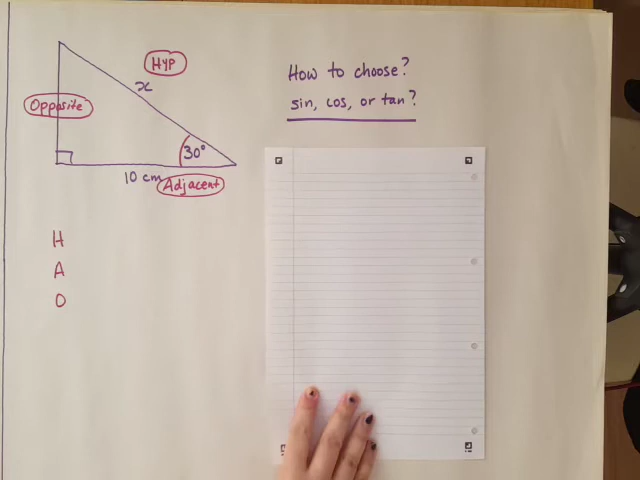 HYP
x
Opposite
30°
10 cm
Adjacent
How to choose?
sin, cos, or tan?
H
A
O